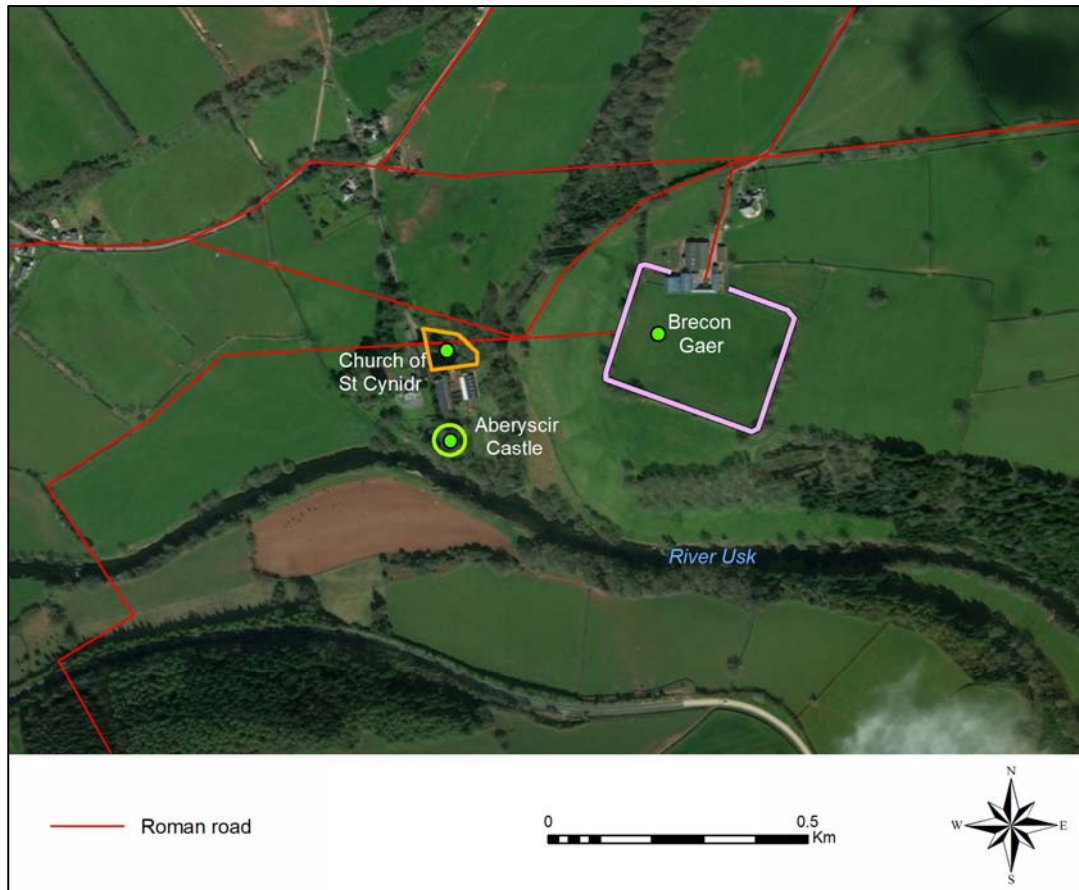 Brecon
Gaer
Church of
St Cynidr
Aberyscir
Castle
River Usk
Roman road
0
0.5
Km
N
W
E
S